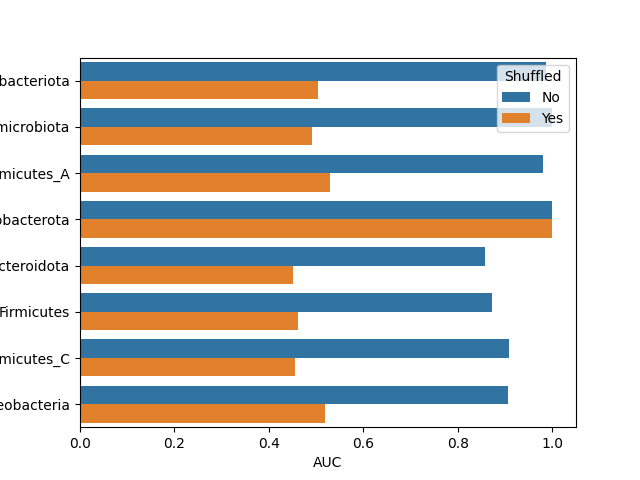 Shuffled
No
Yes
bacteriota
microbiota
micutes_A
obacterota
cteroidota
Firmicutes
micutes_C
eobacteria
0.0 0.2 0.4 0.6 0.8 1.0
AUC